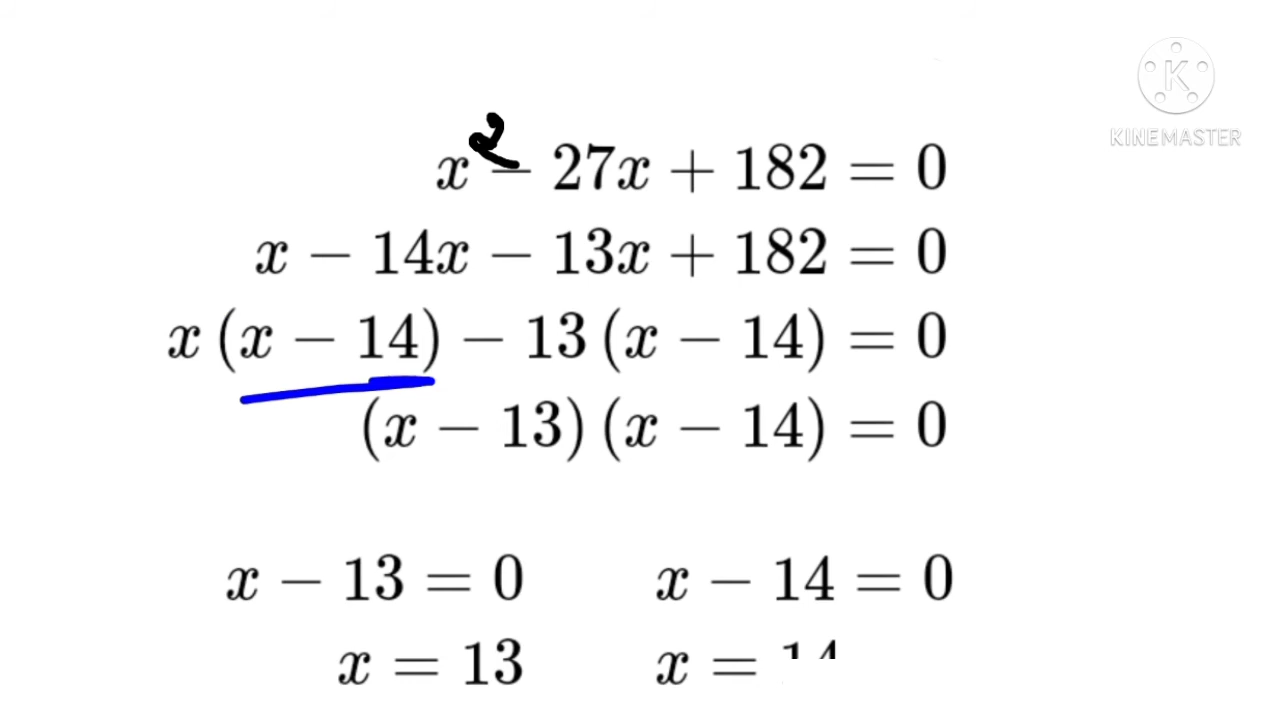 K
KINEMASTER
x² − 27x + 182 = 0
x − 14x − 13x + 182 = 0
x (x − 14) − 13 (x − 14) = 0
(x − 13) (x − 14) = 0
x − 13 = 0 x − 14 = 0
x = 13 x = 14